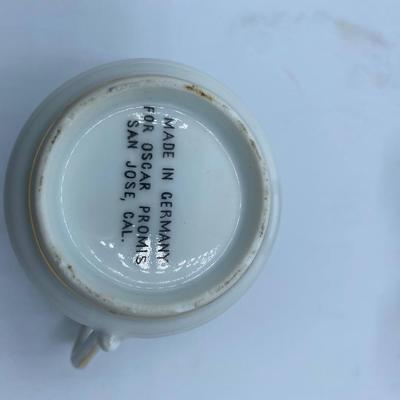 MADE IN GERMANY
FOR OSCAR PROMIS
SAN JOSE, CAL.